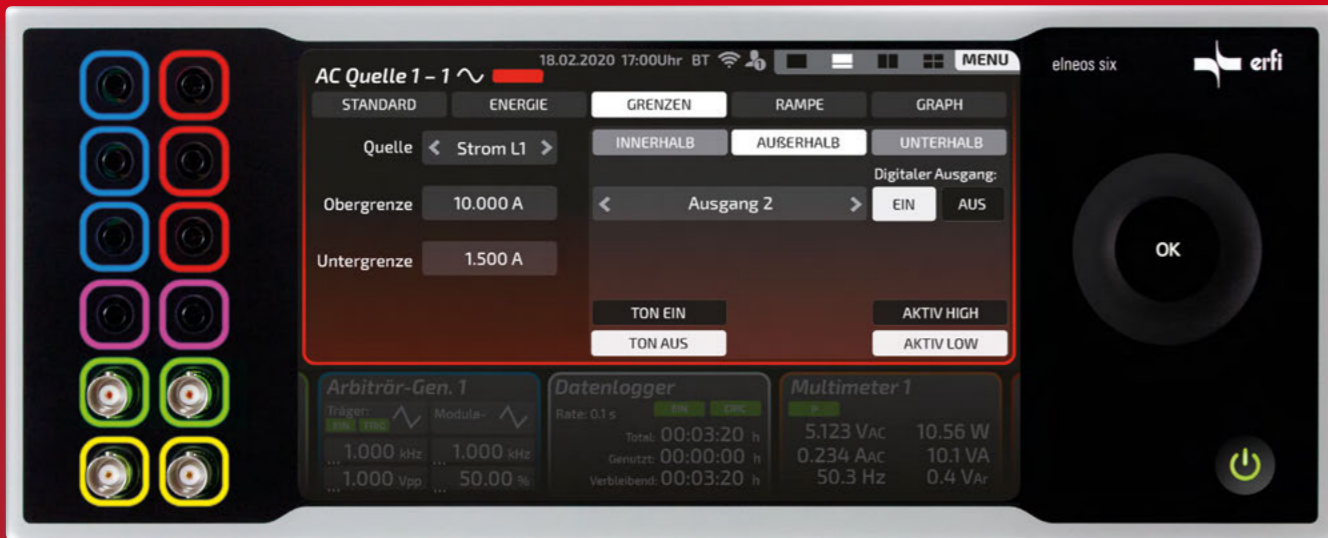 18.02.2020 17:00Uhr BT
MENU
AC Quelle 1 – 1
STANDARD ENERGIE GRENZEN RAMPE GRAPH
Quelle < Strom L1 > INNERHALB AUßERHALB UNTERHALB
Digitaler Ausgang:
Obergrenze 10.000 A < Ausgang 2 > EIN AUS
Untergrenze 1.500 A
TON EIN AKTIV HIGH
TON AUS AKTIV LOW
Arbiträr-Gen. 1
Träger: Modula-
EIN TRG
1.000 kHz 1.000 kHz
... ...
1.000 Vpp 50.00 %
... ...
Datenlogger
Rate: 0.1 s EIN CIRC
Total: 00:03:20 h
Genutzt: 00:00:00 h
Verbleibend: 00:03:20 h
Multimeter 1
P
5.123 VAC 10.56 W
0.234 AAC 10.1 VA
50.3 Hz 0.4 VAr
elneos six erfi
OK